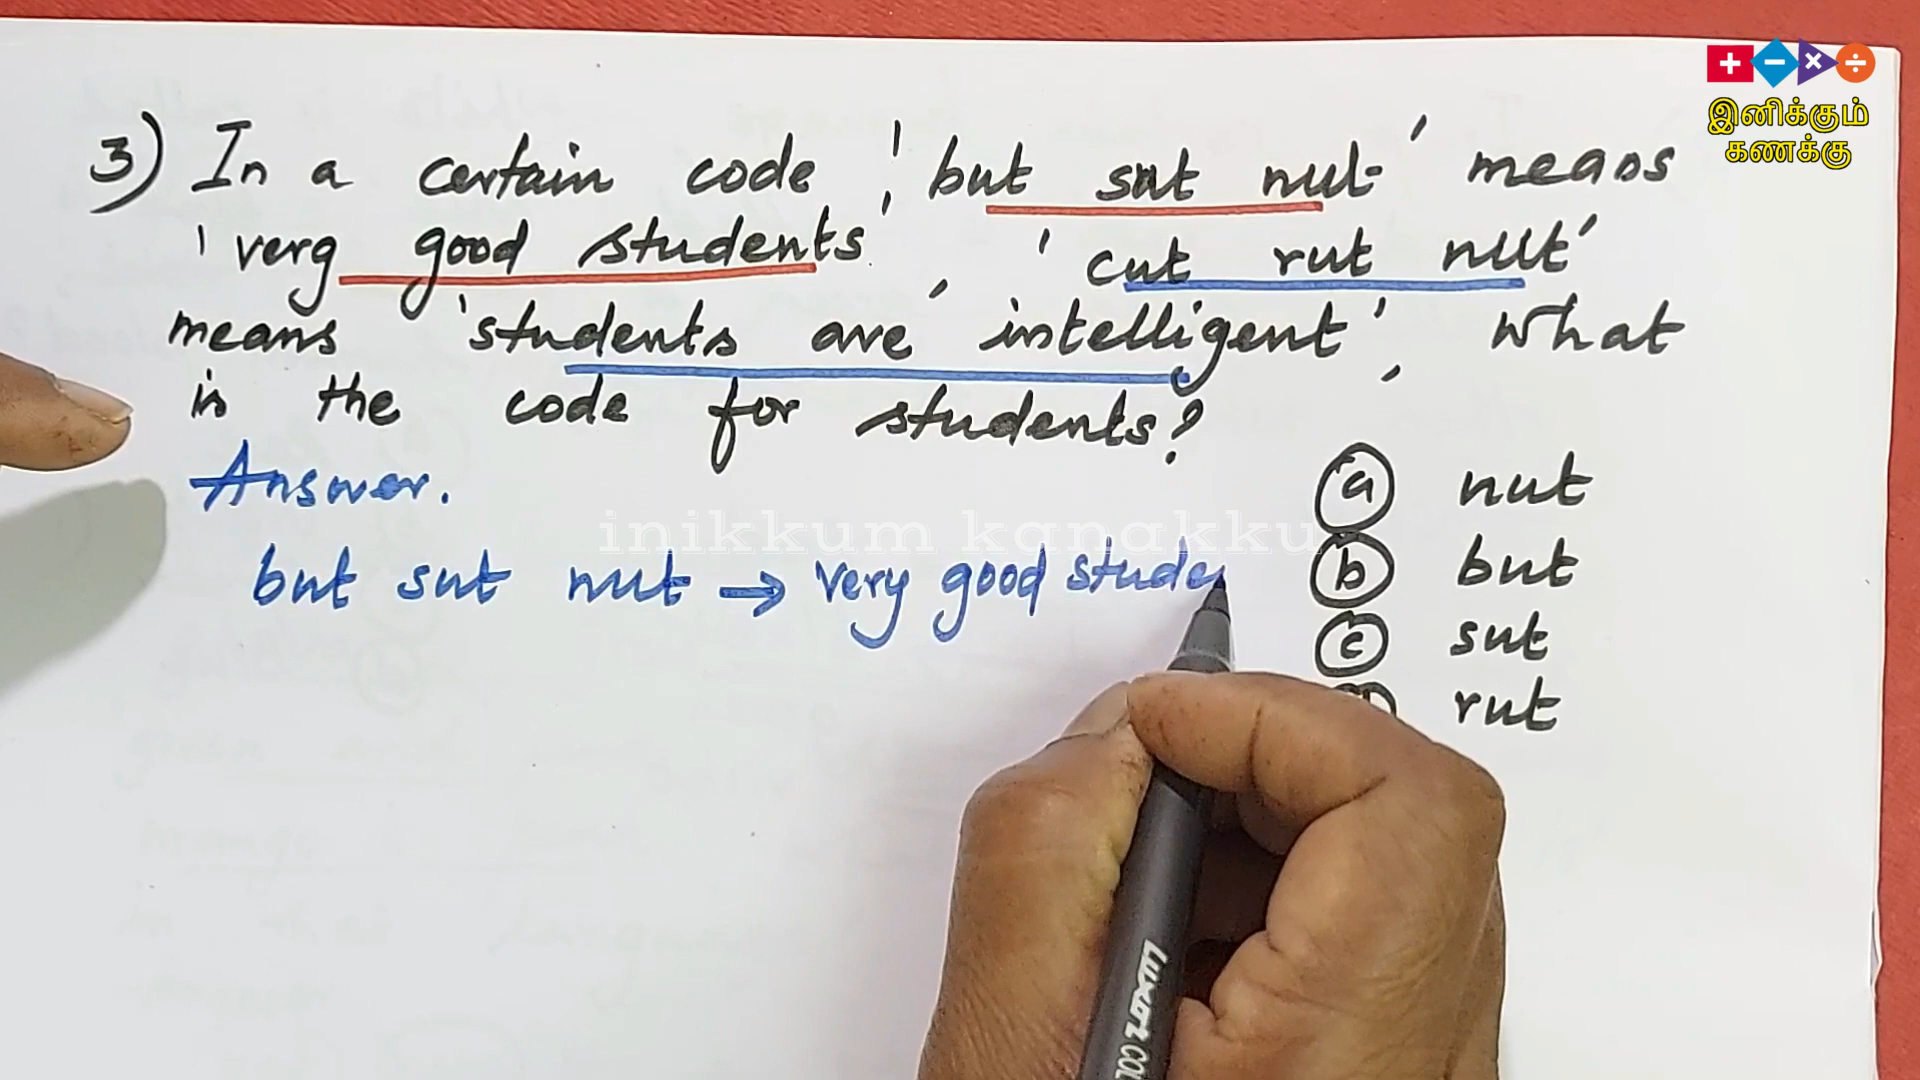 இனிக்கும்
கணக்கு
3) In a certain code 'but sut nut' means
'very good students', 'cut rut nut'
means 'students are intelligent', What
is the code for students?
Answer.
but sut nut → very good stude
inikkum kanakku
a nut
b but
c sut
rut
Luxor